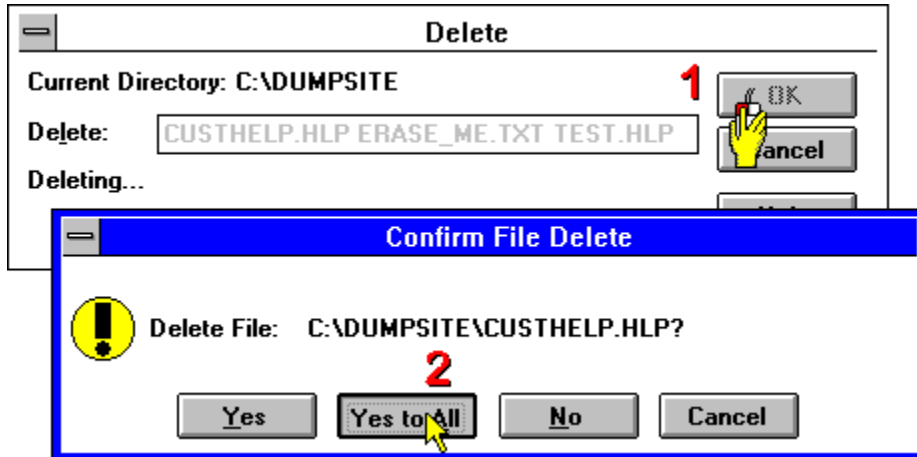 Delete
Current Directory: C:\DUMPSITE
1
OK
Delete:
CUSTHELP.HLP ERASE_ME.TXT TEST.HLP
Cancel
Deleting...
Confirm File Delete
Delete File: C:\DUMPSITE\CUSTHELP.HLP?
2
Yes
Yes to All
No
Cancel